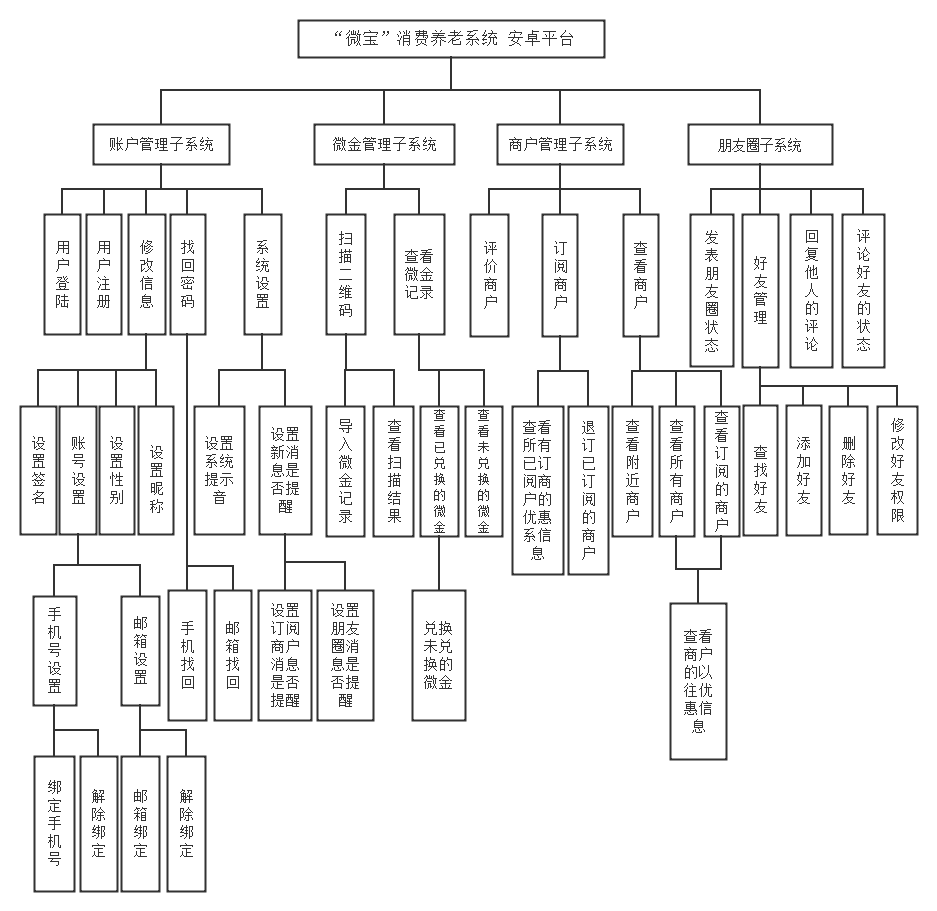 “微宝”消费养老系统 安卓平台
账户管理子系统
微金管理子系统
商户管理子系统
朋友圈子系统
用户登陆
用户注册
修改信息
找回密码
系统设置
扫描二维码
查看
微金
记录
评价商户
订阅商户
查看商户
发表朋友圈状态
好友管理
回复他人的评论
评论好友的状态
设置签名
账号设置
设置性别
设置昵称
设置
系统
提示
音
设置
新消
息是
否提
醒
导入微金记录
查看扫描结果
查看已兑换的微金
查看未兑换的微金
查看
所有
已订
阅商
户的
优惠
系信
息
退订已订阅的商户
查看附近商户
查看所有商户
查看订阅的商户
查找好友
添加好友
删除好友
修改好友权限
手机号设置
邮箱设置
手机找回
邮箱找回
设置
订阅
商户
消息
是否
提醒
设置
朋友
圈消
息是
否提
醒
兑换
未兑
换的
微金
查看
商户
的以
往优
惠信
息
绑定手机号
解除绑定
邮箱绑定
解除绑定